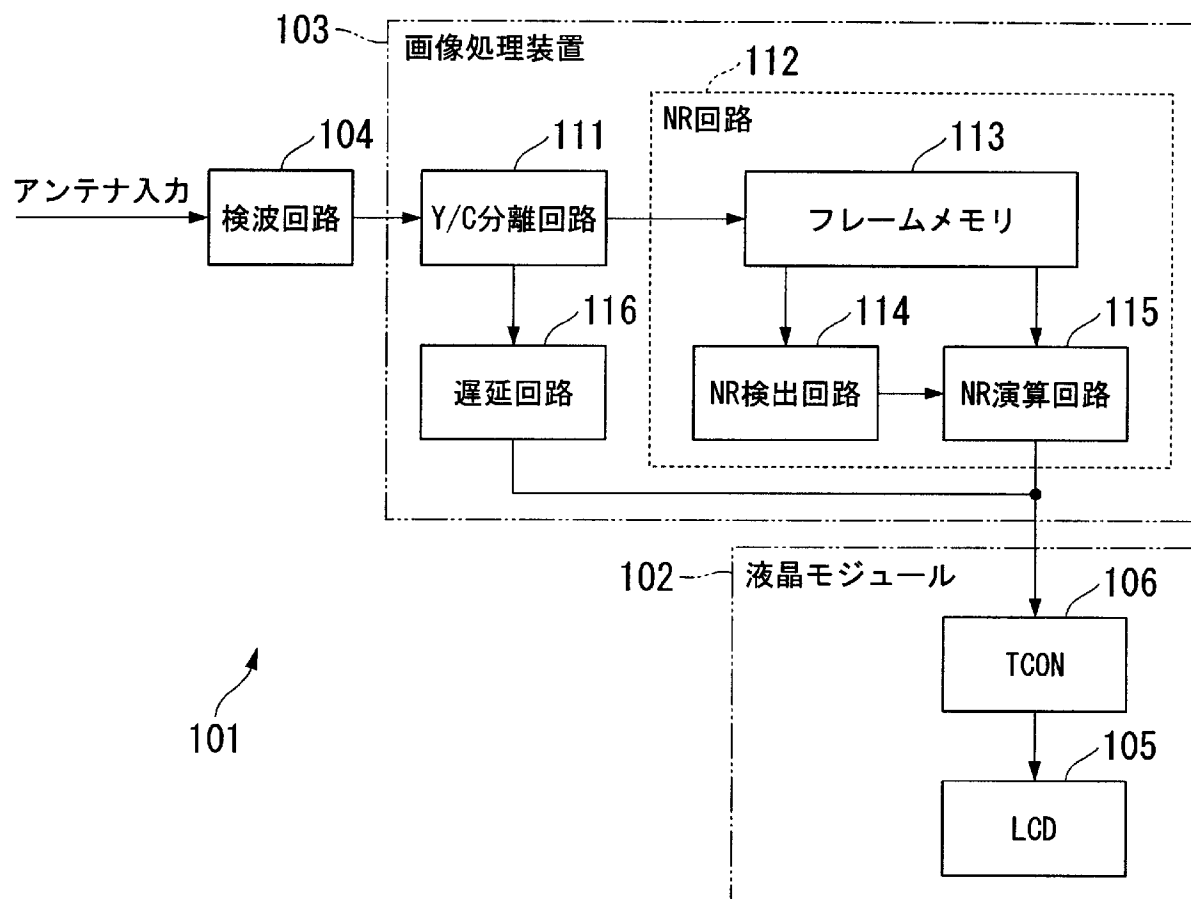 103
画像処理装置
112
NR回路
104
111
113
アンテナ入力
検波回路
Y/C分離回路
フレームメモリ
116
114
115
遅延回路
NR検出回路
NR演算回路
102
液晶モジュール
106
TCON
101
105
LCD